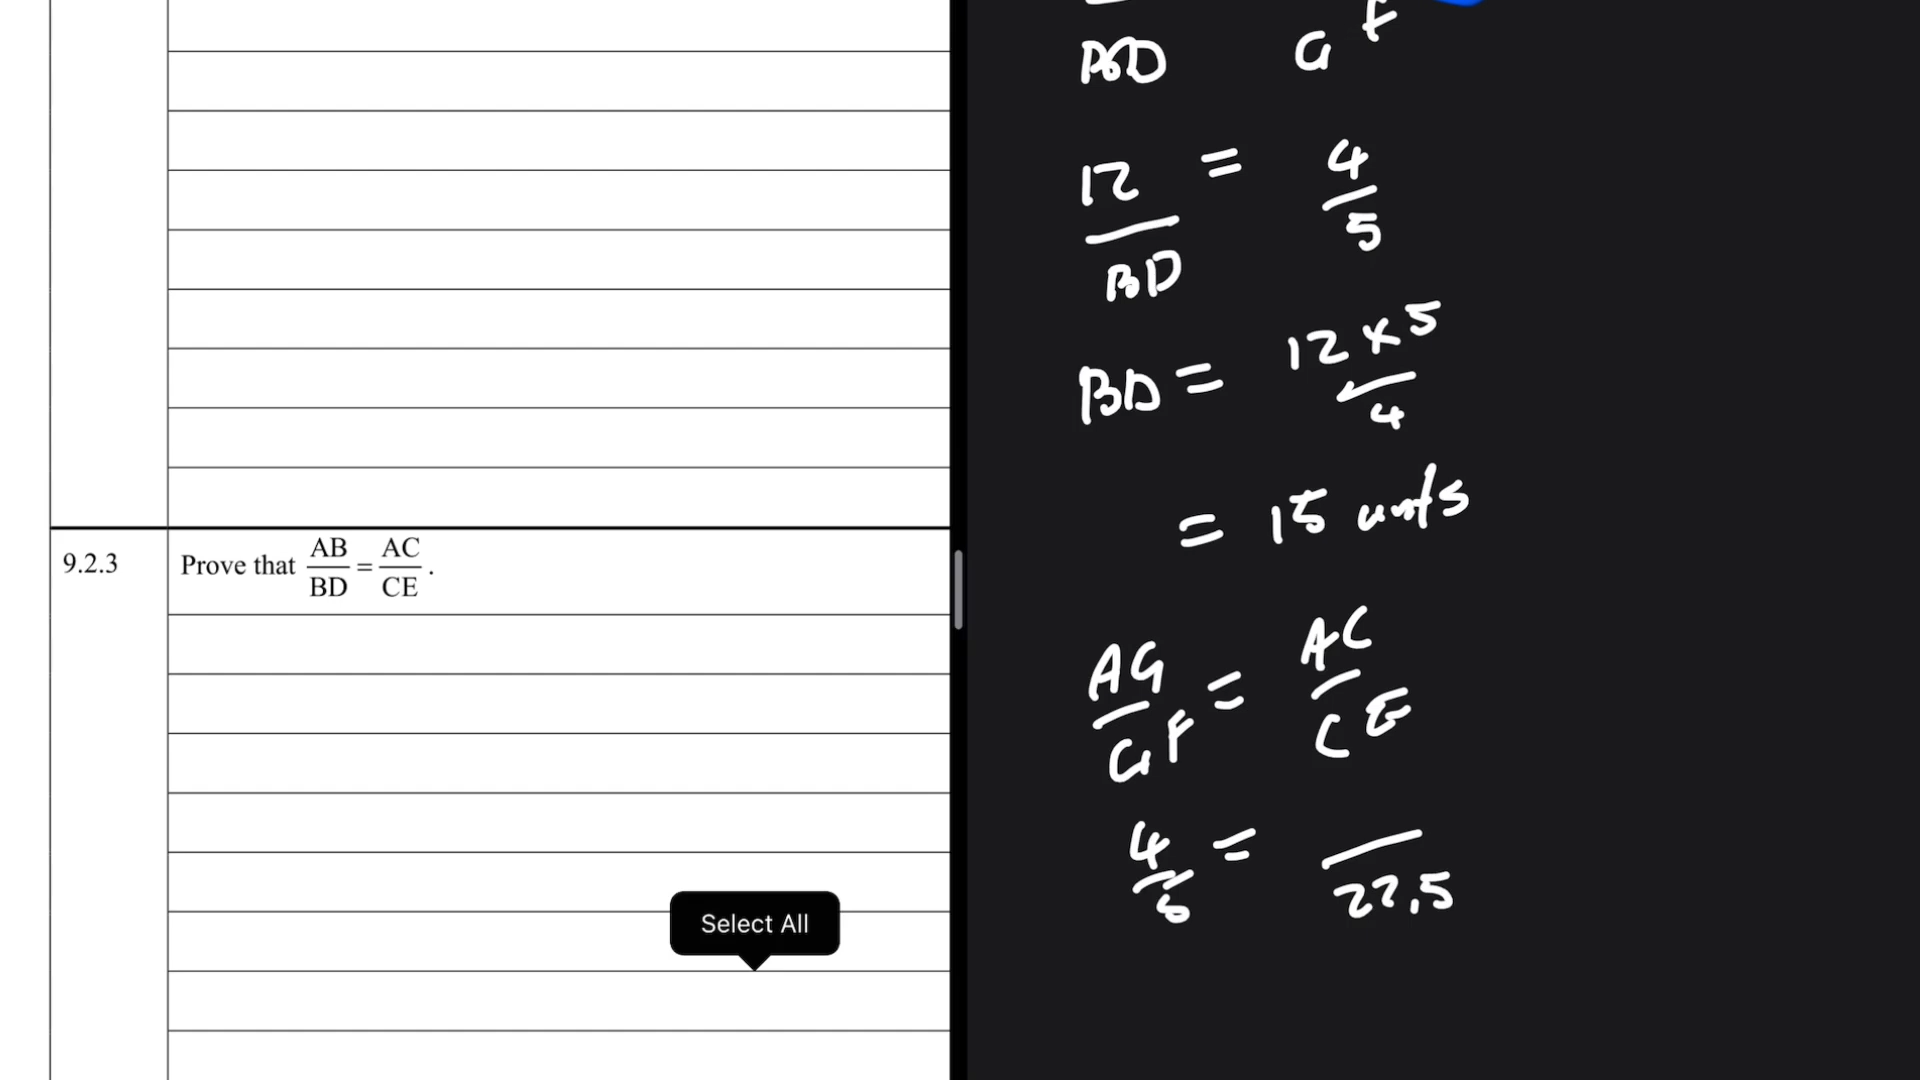 9.2.3 Prove that AB/BD = AC/CE .
Select All
BD G F
12/BD = 4/5
BD = 12 x 5/4
= 15 units
AG/GF = AC/CE
4/5 = /22,5